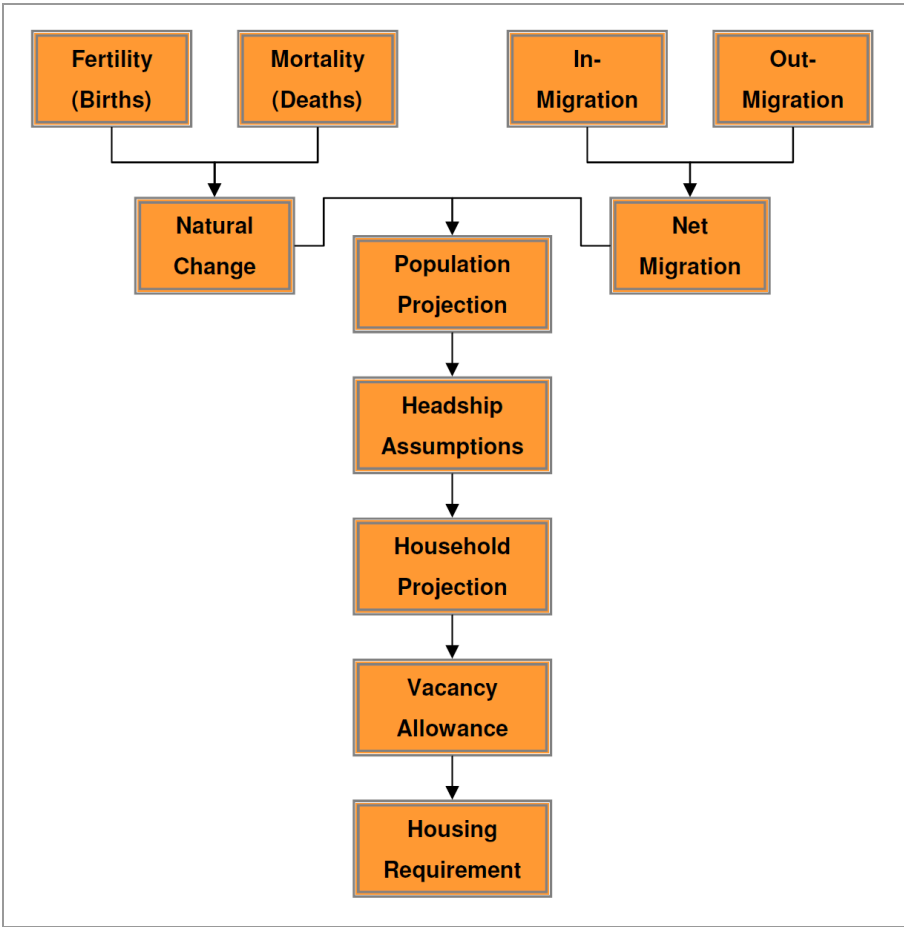 Fertility
(Births)
Mortality
(Deaths)
In-
Migration
Out-
Migration
Natural
Change
Net
Migration
Population
Projection
Headship
Assumptions
Household
Projection
Vacancy
Allowance
Housing
Requirement